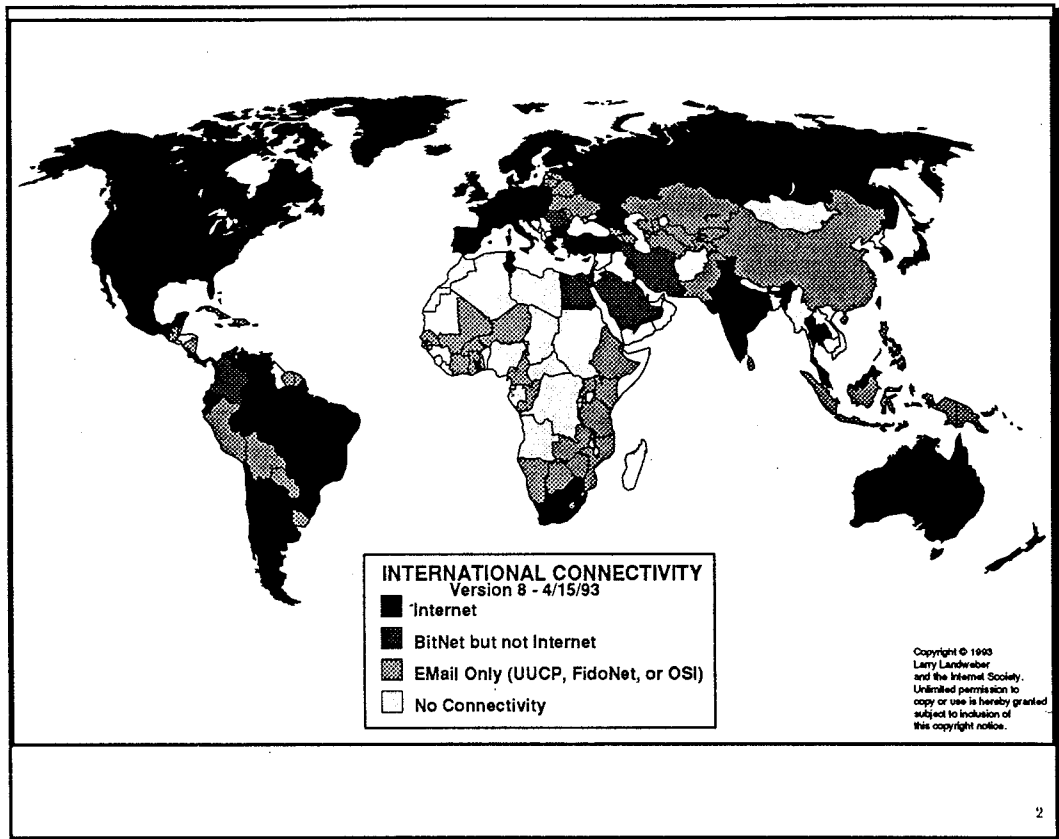 INTERNATIONAL CONNECTIVITY
Version 8 - 4/15/93
Internet
BitNet but not Internet
EMail Only (UUCP, FidoNet, or OSI)
No Connectivity
Copyright © 1993
Larry Landweber
and the Internet Society.
Unlimited permission to
copy or use is hereby granted
subject to inclusion of
this copyright notice.
2